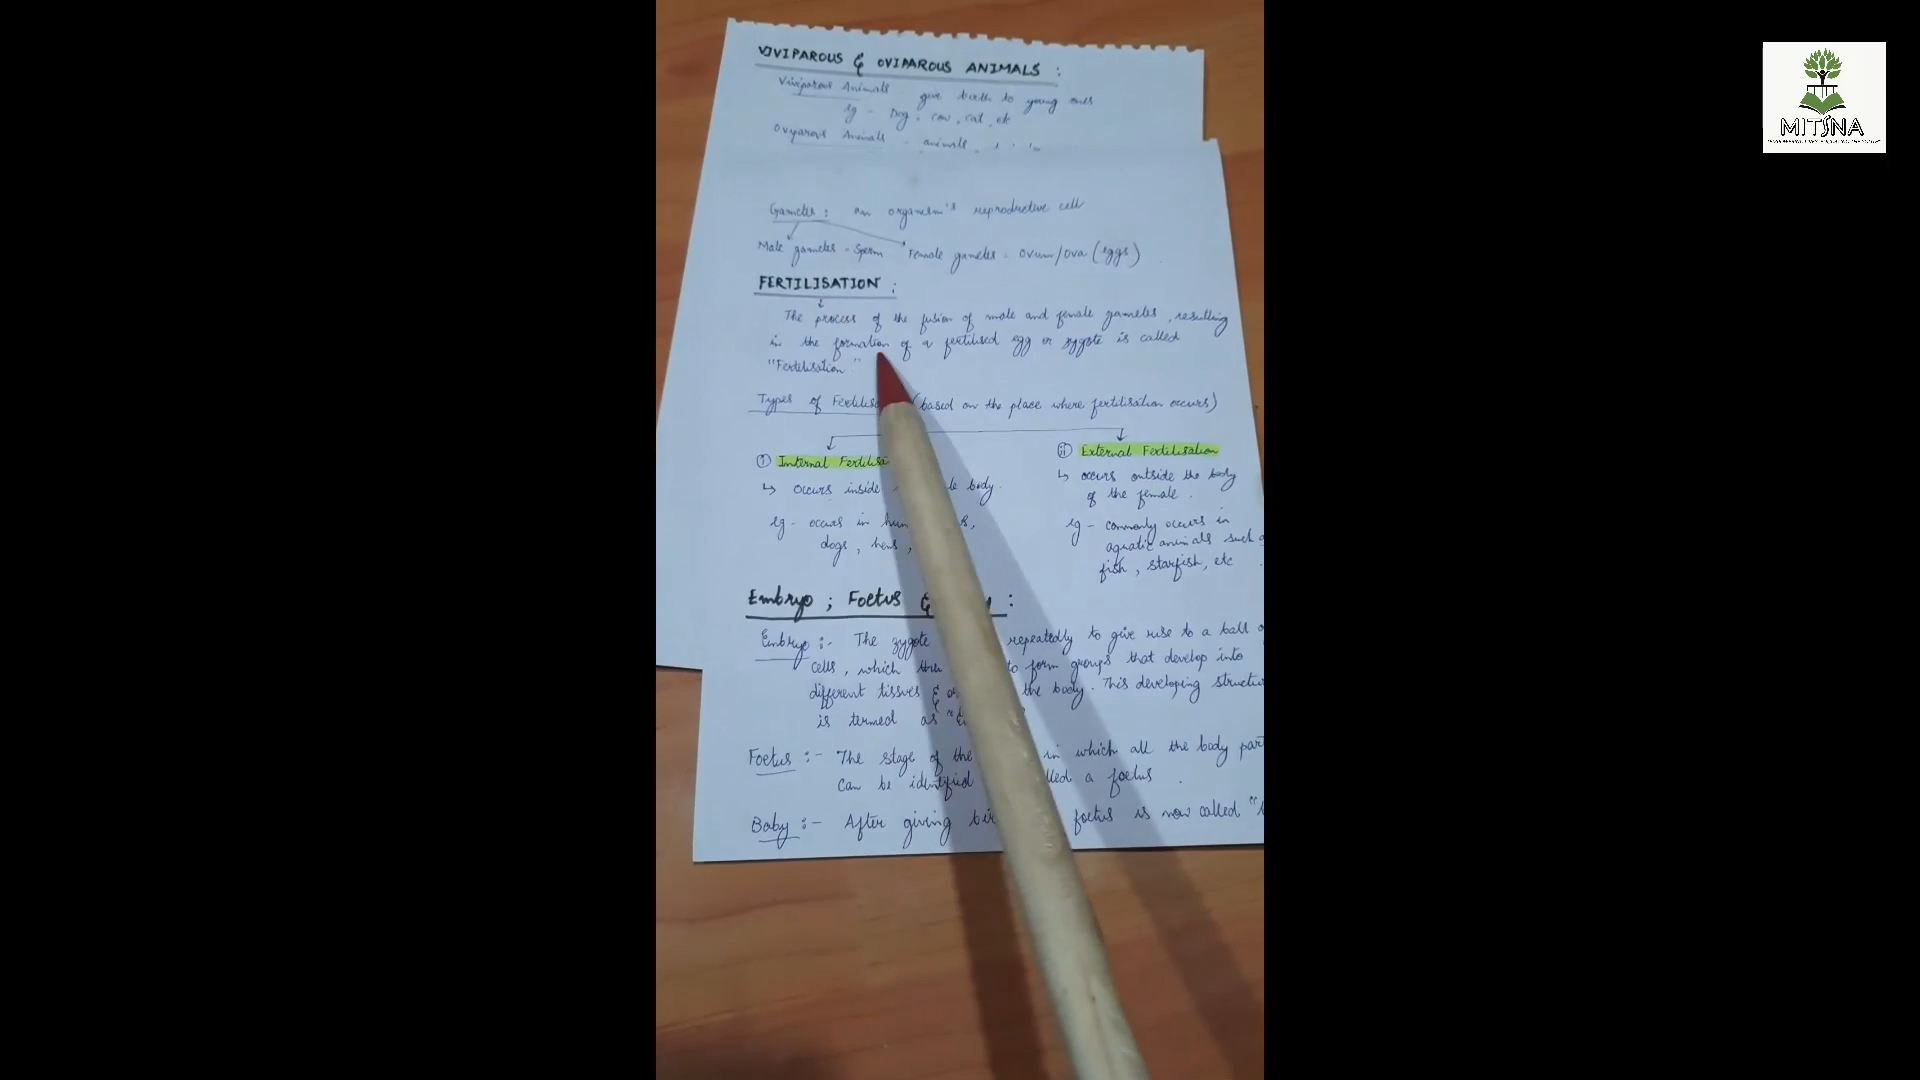 VIVIPAROUS & OVIPAROUS ANIMALS :
Viviparous Animals - give birth to young ones
eg - Dog, cow, cat, etc
Oviparous Animals - animals
Gametes : an organism's reproductive cell
Male gametes - Sperm Female gametes - Ovum/Ova (eggs)
FERTILISATION :
The process of the fusion of male and female gametes, resulting
in the formation of a fertilised egg or zygote is called
"Fertilisation"
Types of Fertilisa (based on the place where fertilisation occurs)
(i) Internal Fertilisa
(ii) External Fertilisation
↳ occurs inside body.
↳ occurs outside the body
of the female.
eg - occurs in
dogs, hens,
eg - commonly occurs in
aquatic animals such
fish, starfish, etc
Embryo ; Foetus & :
Embryo :- The zygote repeatedly to give rise to a ball
cells, which to form groups that develop into
different tissues & the body. This developing structu
is termed as
Foetus :- The stage of the in which all the body part
can be identified a foetus.
Baby :- After giving foetus is now called
MITSNA